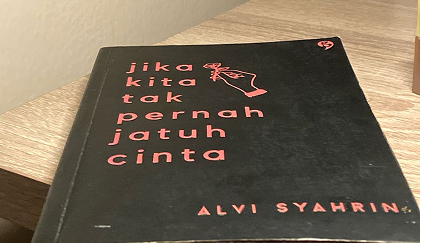 jika
kita
tak
pernah
jatuh
cinta
ALVI SYAHRIN